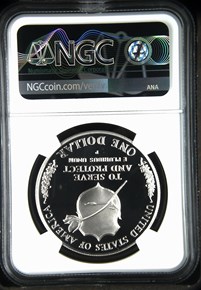 NGC
NGCcoin.com/ve
ANA
UNITED STATES OF AMERICA
TO SERVE
AND PROTECT
E PLURIBUS UNUM
P
ONE DOLLAR